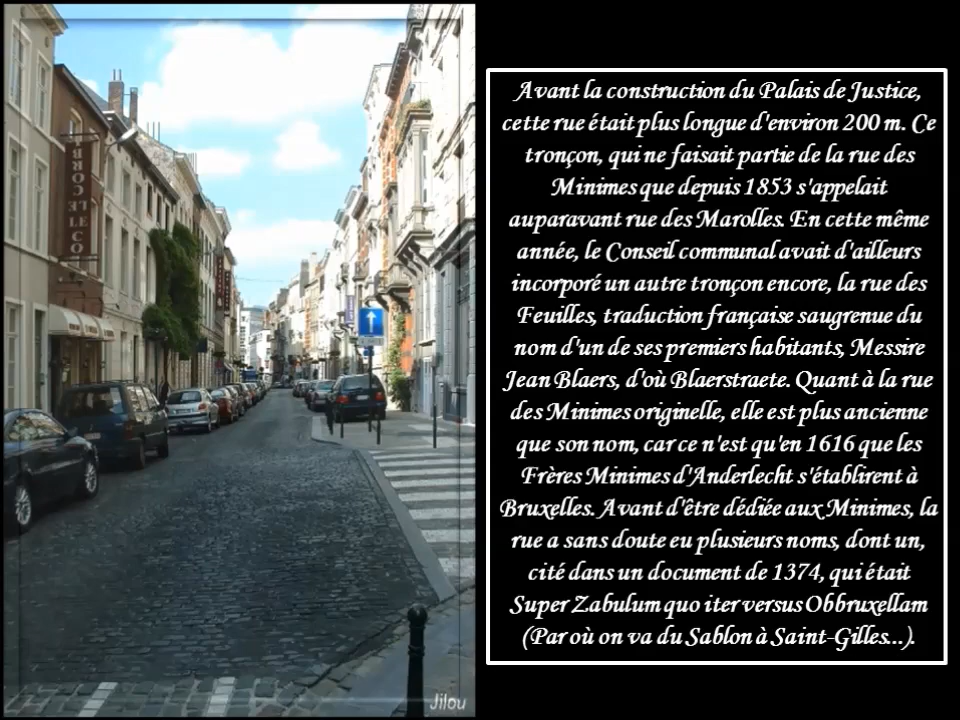 Avant la construction du Palais de Justice,
cette rue était plus longue d'environ 200 m. Ce
tronçon, qui ne faisait partie de la rue des
Minimes que depuis 1853 s'appelait
auparavant rue des Marolles. En cette même
année, le Conseil communal avait d'ailleurs
incorporé un autre tronçon encore, la rue des
Feuilles, traduction française saugrenue du
nom d'un de ses premiers habitants, Messire
Jean Blaers, d'où Blaerstraete. Quant à la rue
des Minimes originelle, elle est plus ancienne
que son nom, car ce n'est qu'en 1616 que les
Frères Minimes d'Anderlecht s'établirent à
Bruxelles. Avant d'être dédiée aux Minimes, la
rue a sans doute eu plusieurs noms, dont un,
cité dans un document de 1374, qui était
Super Zabulum quo iter versus Obbruxellam
(Par où on va du Sablon à Saint-Gilles...).
Jilou